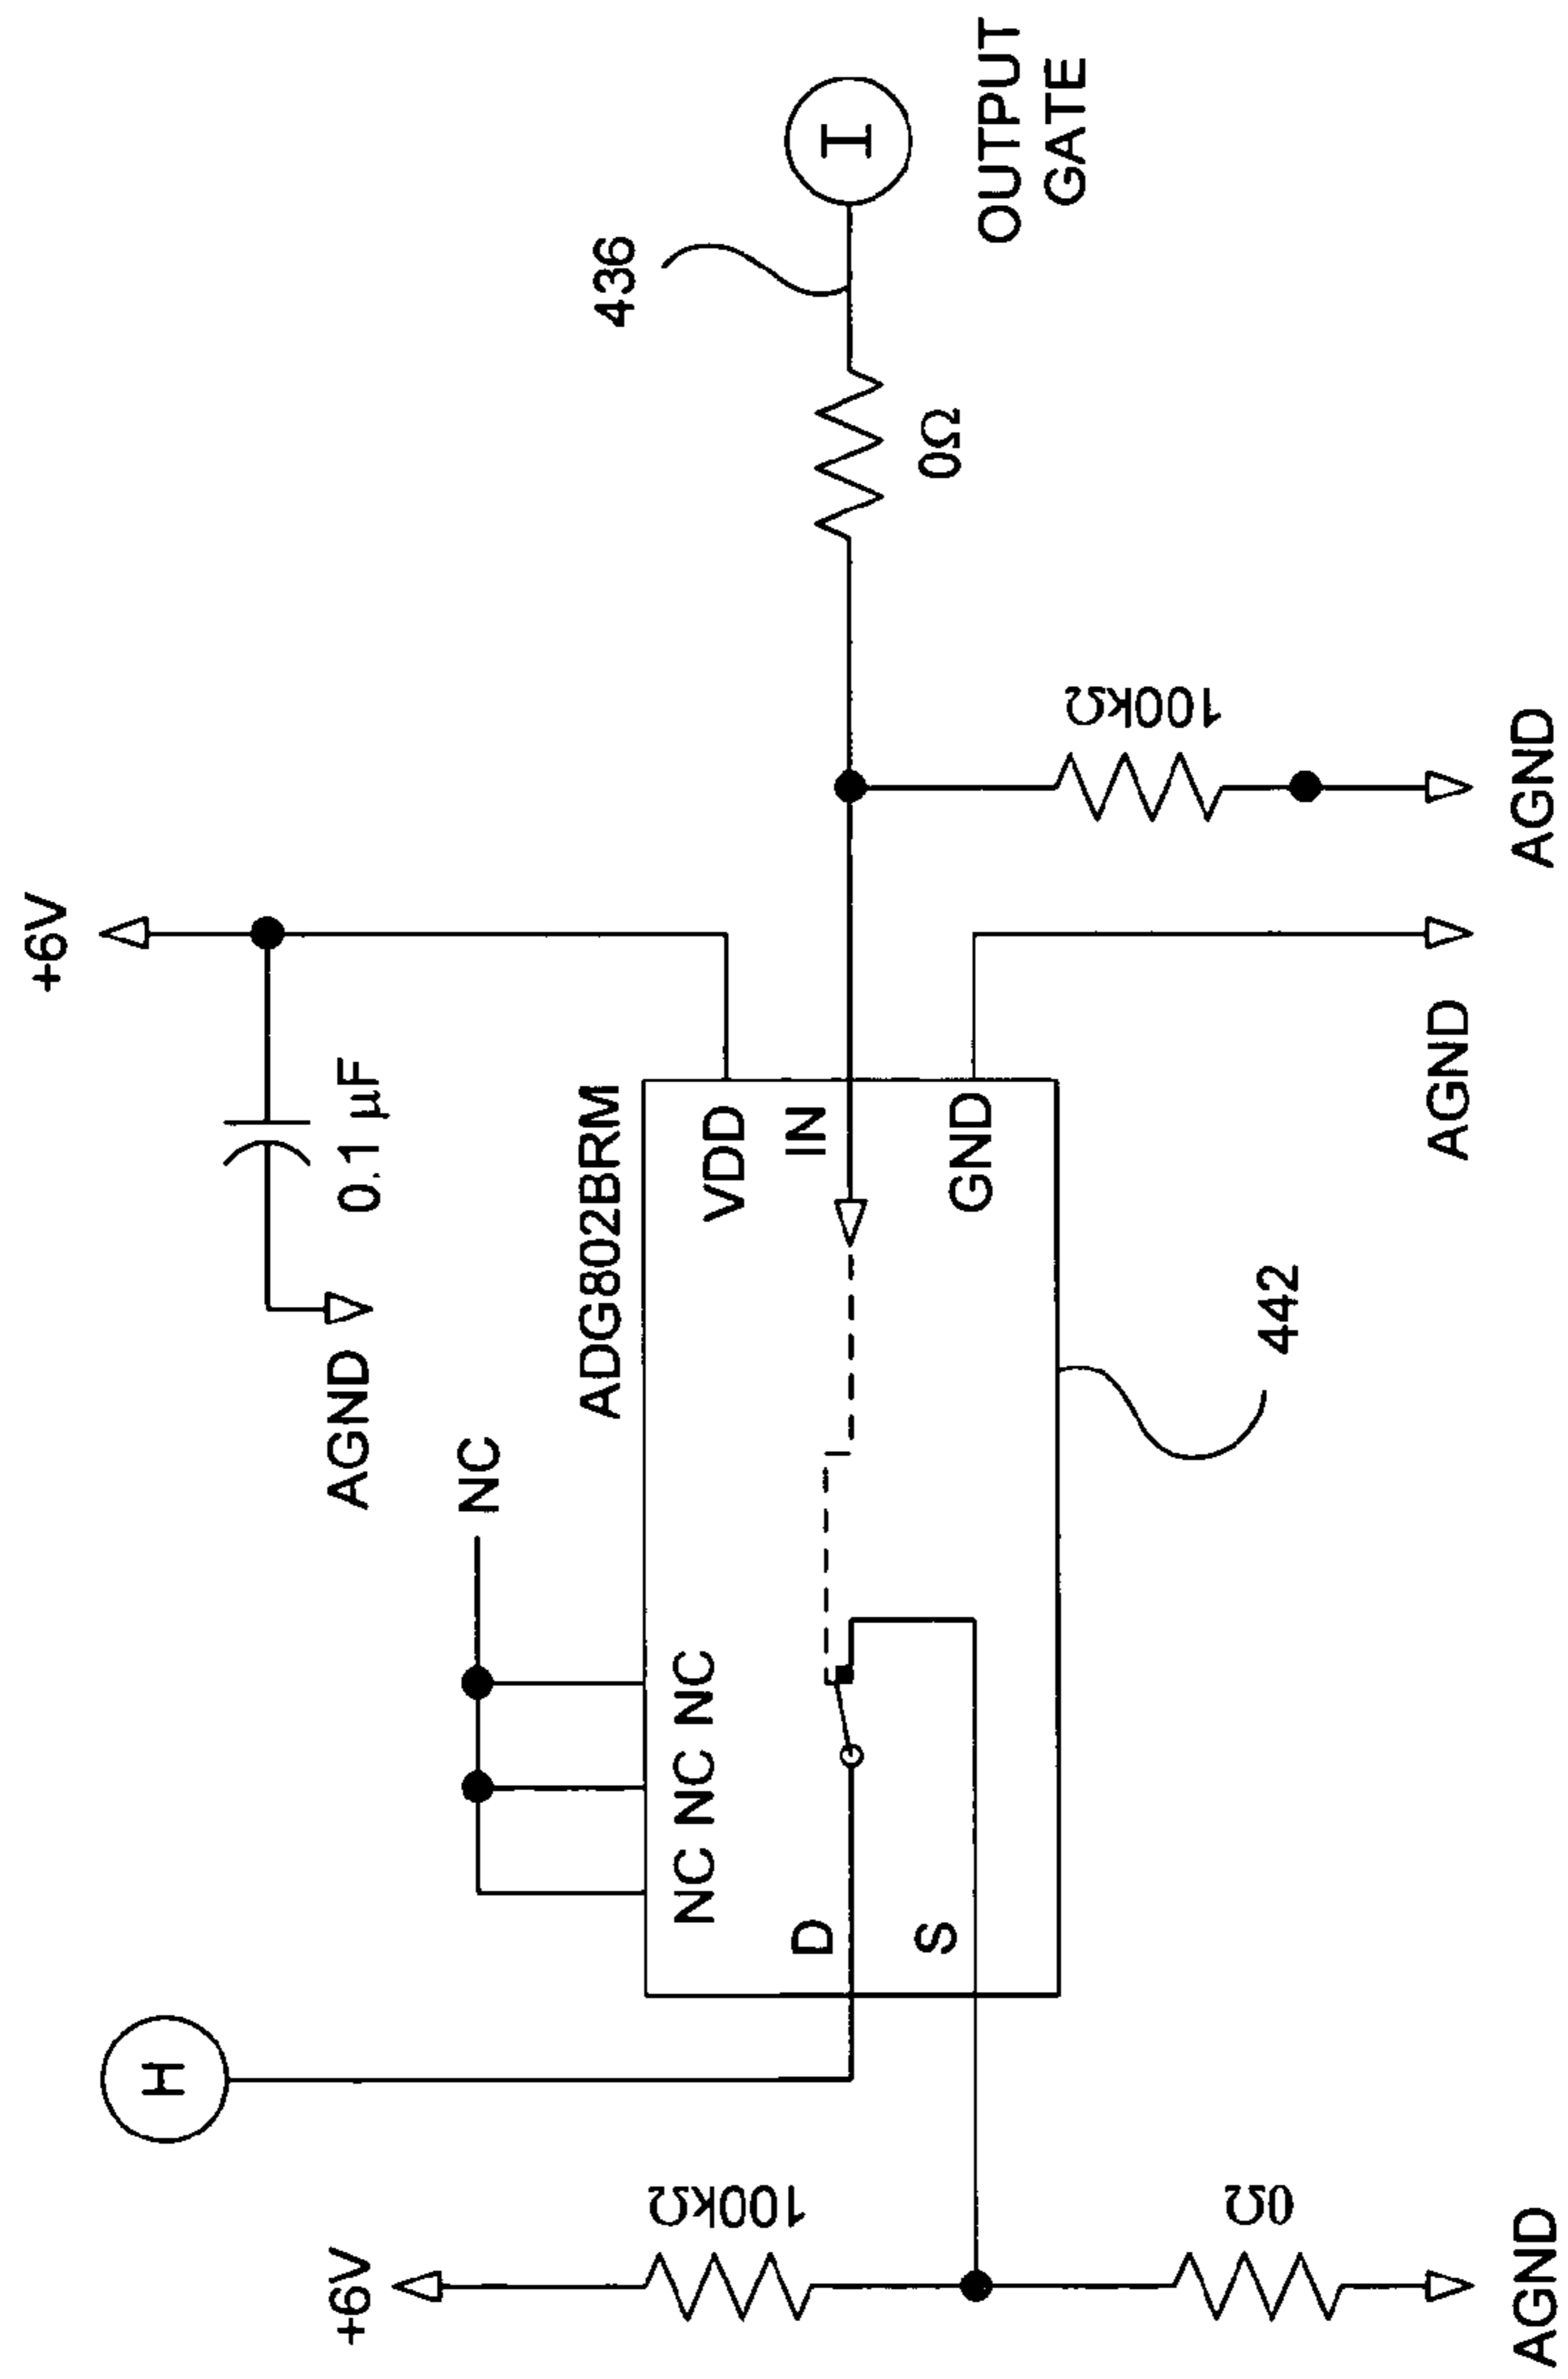 +6V
0.1 µF
AGND
NC
ADG802BRM
H
NC NC NC
VDD
D
IN
S
GND
442
+6V
100kΩ
0Ω
AGND
AGND
100kΩ
AGND
0Ω
436
I
OUTPUT
GATE